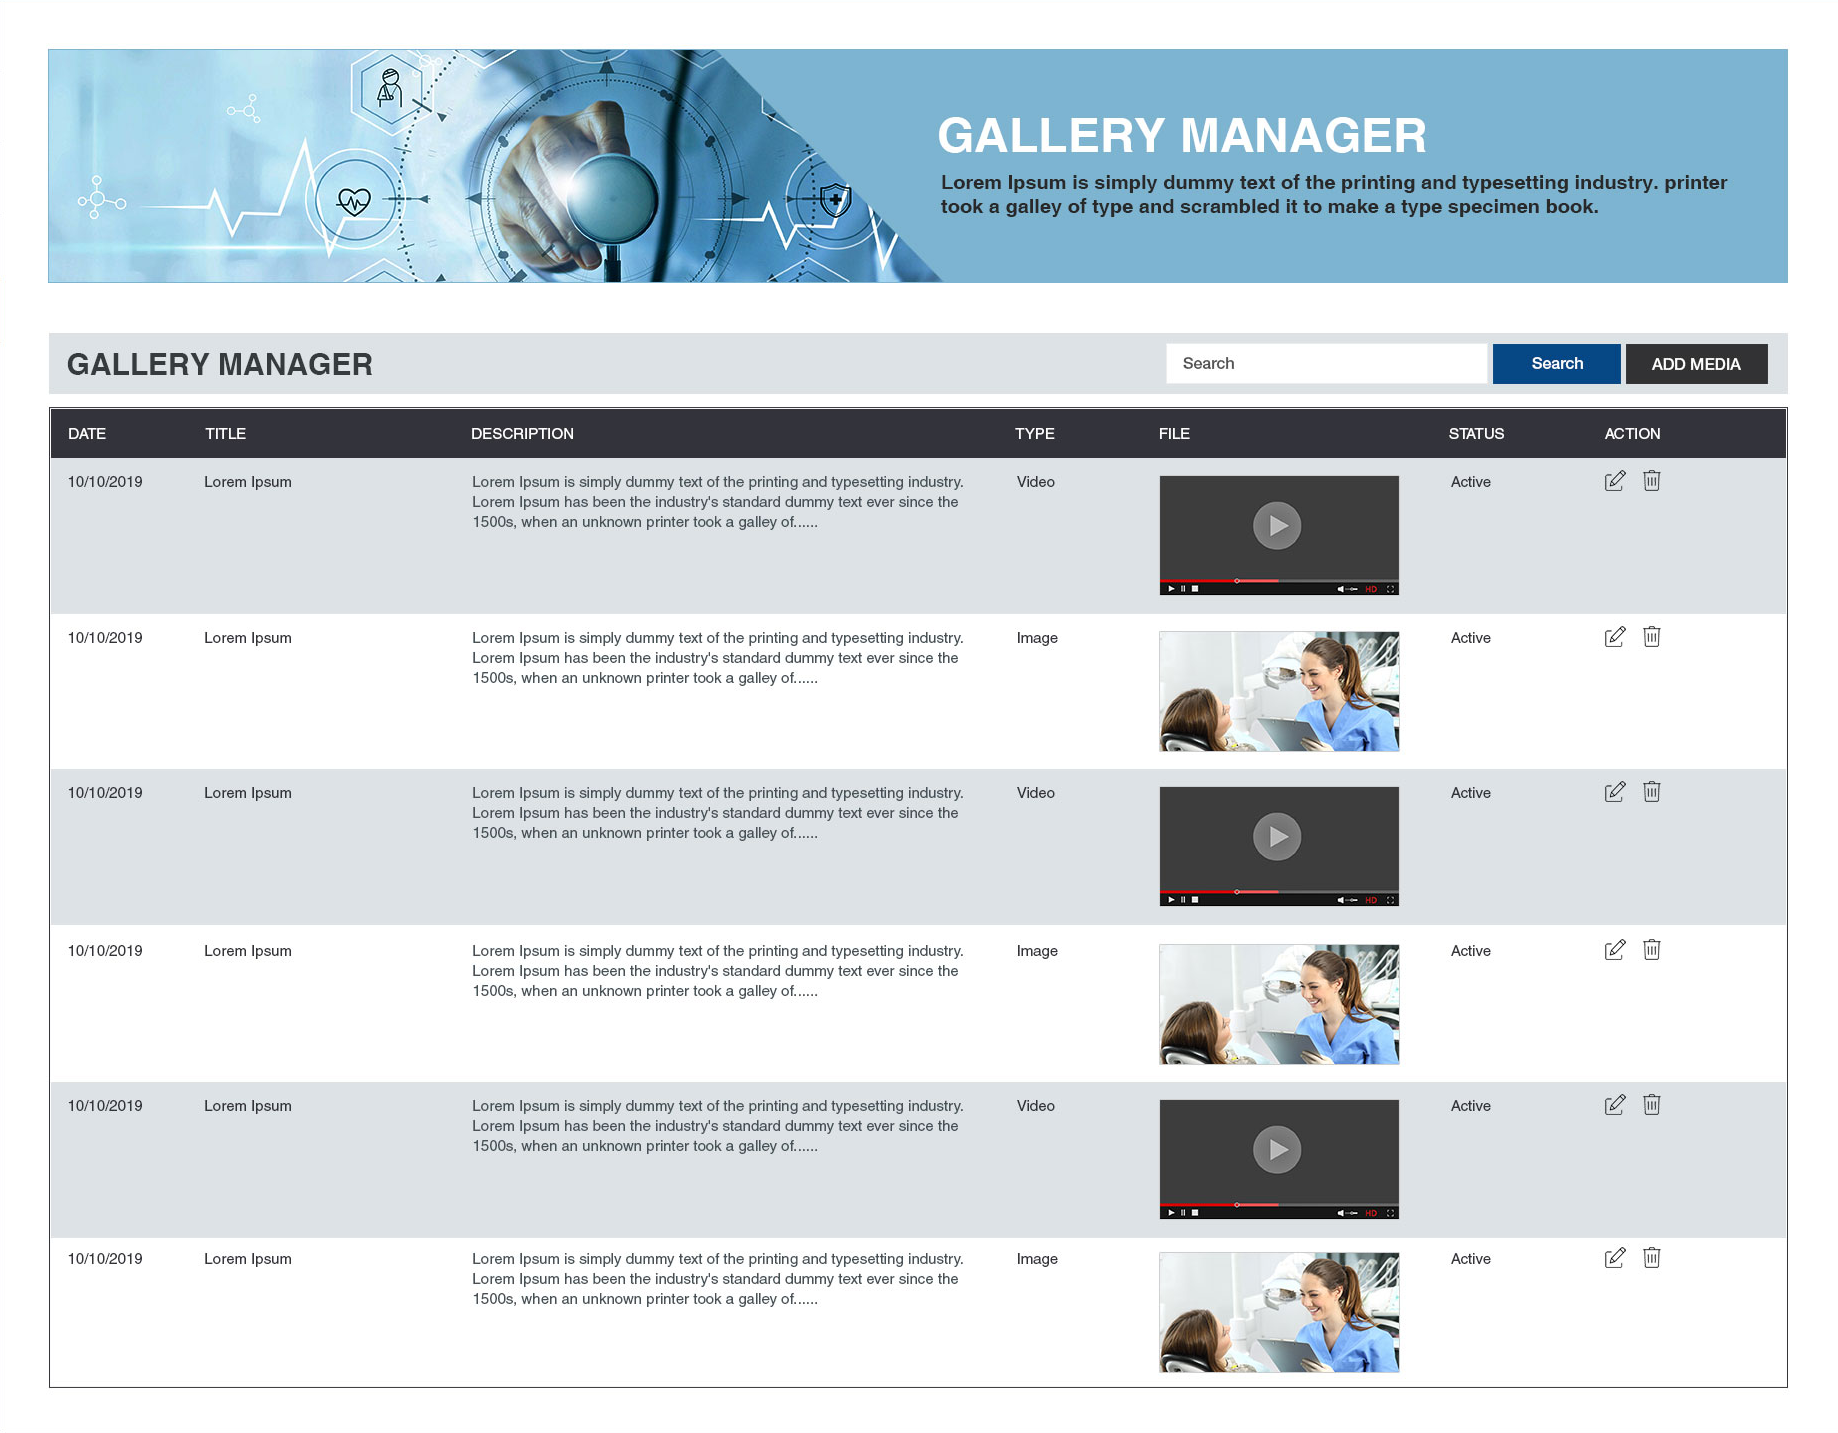 GALLERY MANAGER
Lorem Ipsum is simply dummy text of the printing and typesetting industry. printer
took a galley of type and scrambled it to make a type specimen book.
GALLERY MANAGER
Search
Search
ADD MEDIA
DATE
TITLE
DESCRIPTION
TYPE
FILE
STATUS
ACTION
10/10/2019
Lorem Ipsum
Lorem Ipsum is simply dummy text of the printing and typesetting industry.
Lorem Ipsum has been the industry's standard dummy text ever since the
1500s, when an unknown printer took a galley of......
Video
HD
Active
10/10/2019
Lorem Ipsum
Lorem Ipsum is simply dummy text of the printing and typesetting industry.
Lorem Ipsum has been the industry's standard dummy text ever since the
1500s, when an unknown printer took a galley of......
Image
Active
10/10/2019
Lorem Ipsum
Lorem Ipsum is simply dummy text of the printing and typesetting industry.
Lorem Ipsum has been the industry's standard dummy text ever since the
1500s, when an unknown printer took a galley of......
Video
HD
Active
10/10/2019
Lorem Ipsum
Lorem Ipsum is simply dummy text of the printing and typesetting industry.
Lorem Ipsum has been the industry's standard dummy text ever since the
1500s, when an unknown printer took a galley of......
Image
Active
10/10/2019
Lorem Ipsum
Lorem Ipsum is simply dummy text of the printing and typesetting industry.
Lorem Ipsum has been the industry's standard dummy text ever since the
1500s, when an unknown printer took a galley of......
Video
HD
Active
10/10/2019
Lorem Ipsum
Lorem Ipsum is simply dummy text of the printing and typesetting industry.
Lorem Ipsum has been the industry's standard dummy text ever since the
1500s, when an unknown printer took a galley of......
Image
Active